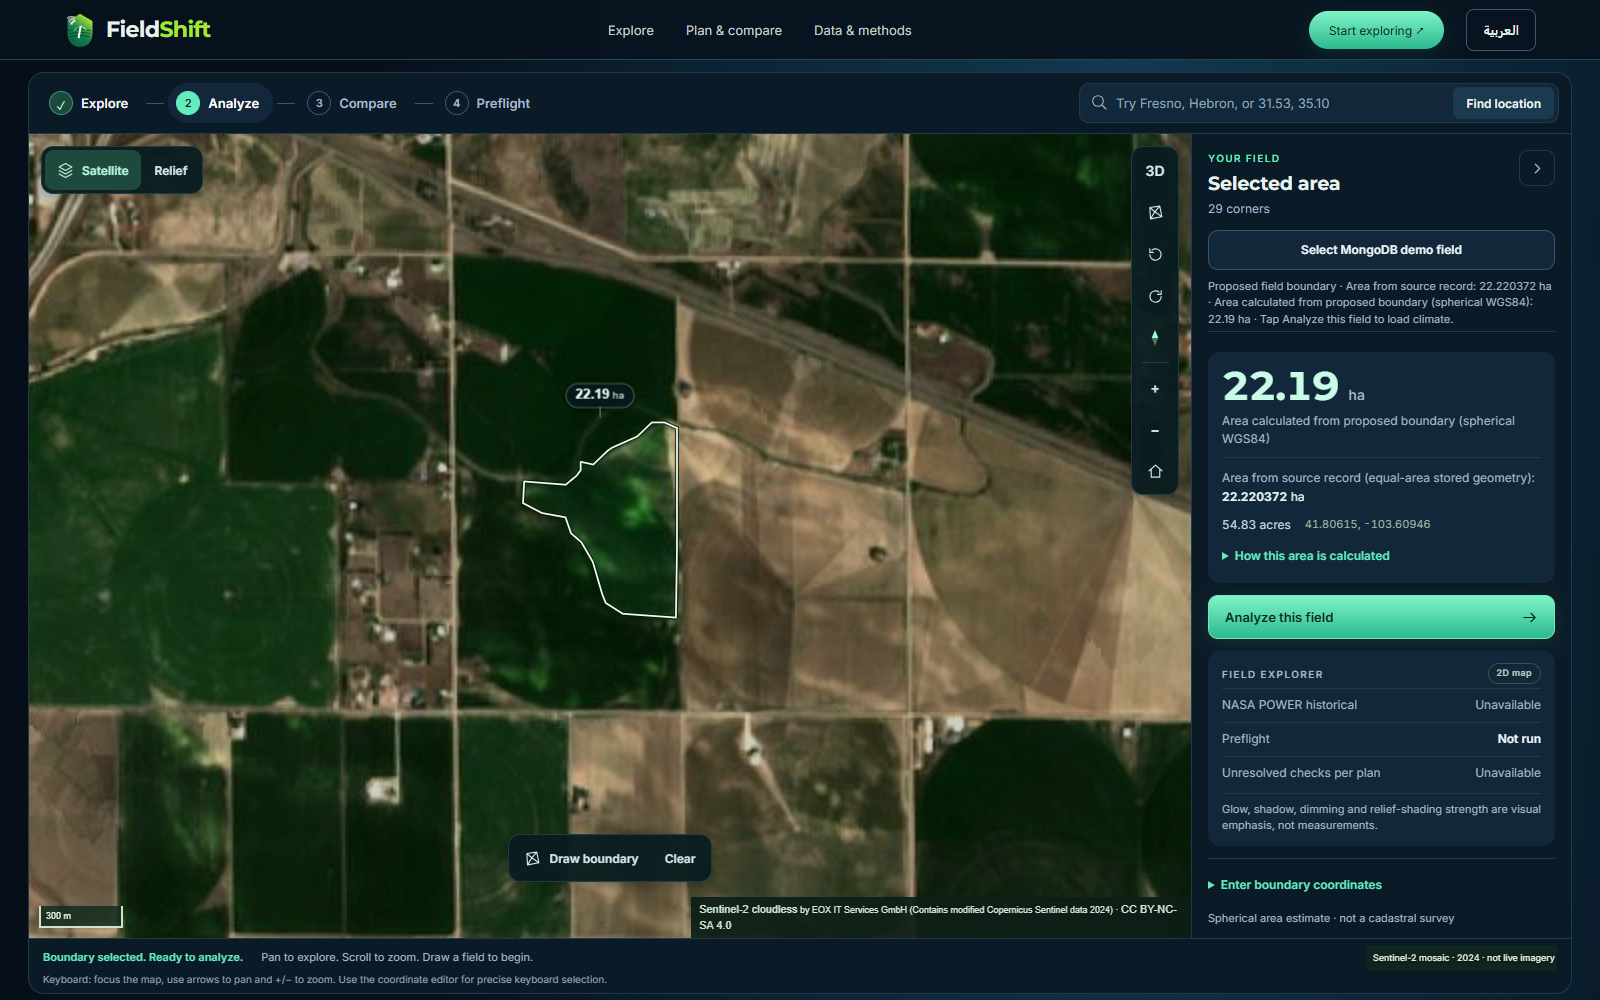 FieldShift
Explore
Plan & compare
Data & methods
Start exploring ↗
العربية
✓ Explore
2 Analyze
3 Compare
4 Preflight
Try Fresno, Hebron, or 31.53, 35.10
Find location
Satellite
Relief
3D
+
−
22.19 ha
Draw boundary
Clear
300 m
Sentinel-2 cloudless by EOX IT Services GmbH (Contains modified Copernicus Sentinel data 2024) · CC BY-NC-
SA 4.0
YOUR FIELD
Selected area
29 corners
Select MongoDB demo field
Proposed field boundary · Area from source record: 22.220372 ha
· Area calculated from proposed boundary (spherical WGS84):
22.19 ha · Tap Analyze this field to load climate.
22.19 ha
Area calculated from proposed boundary (spherical
WGS84)
Area from source record (equal-area stored geometry):
22.220372 ha
54.83 acres 41.80615, -103.60946
How this area is calculated
Analyze this field →
FIELD EXPLORER
2D map
NASA POWER historical Unavailable
Preflight Not run
Unresolved checks per plan Unavailable
Glow, shadow, dimming and relief-shading strength are visual
emphasis, not measurements.
Enter boundary coordinates
Spherical area estimate · not a cadastral survey
Boundary selected. Ready to analyze. Pan to explore. Scroll to zoom. Draw a field to begin.
Sentinel-2 mosaic · 2024 · not live imagery
Keyboard: focus the map, use arrows to pan and +/− to zoom. Use the coordinate editor for precise keyboard selection.